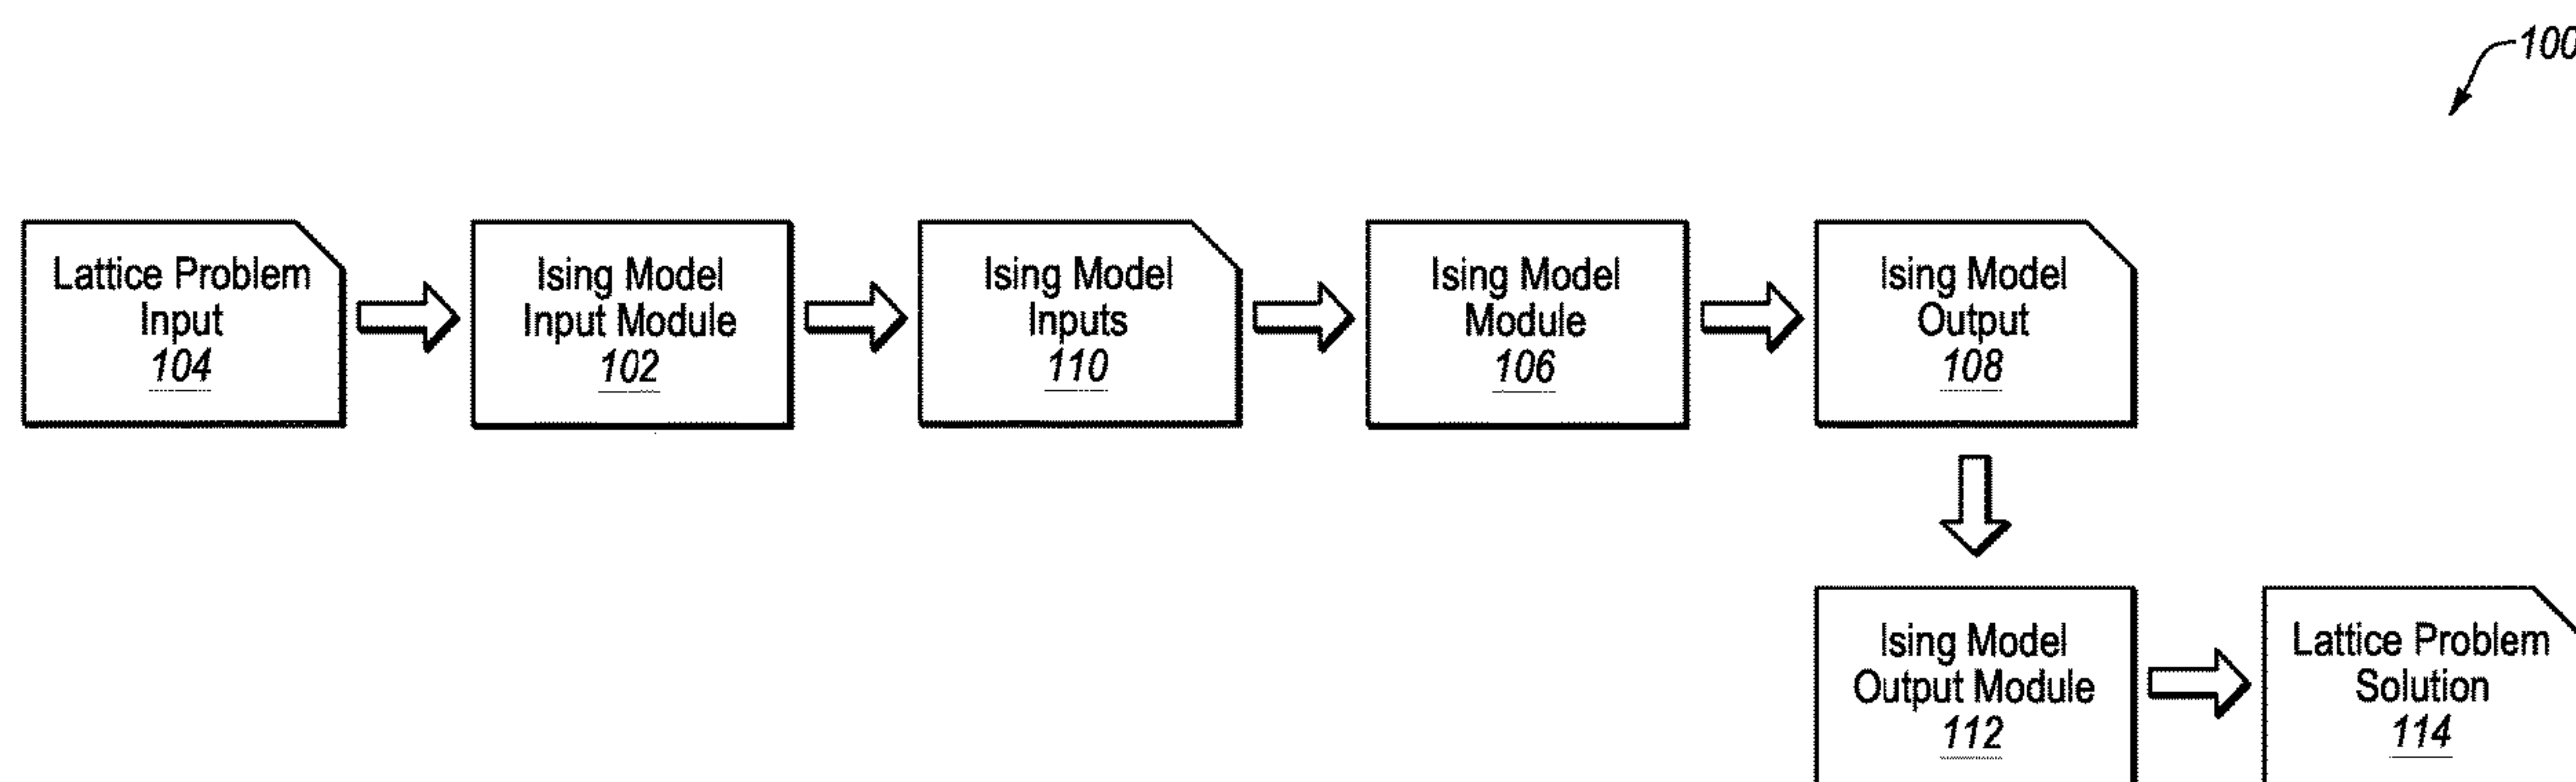 100
Lattice Problem
Input
104
Ising Model
Input Module
102
Ising Model
Inputs
110
Ising Model
Module
106
Ising Model
Output
108
Ising Model
Output Module
112
Lattice Problem
Solution
114